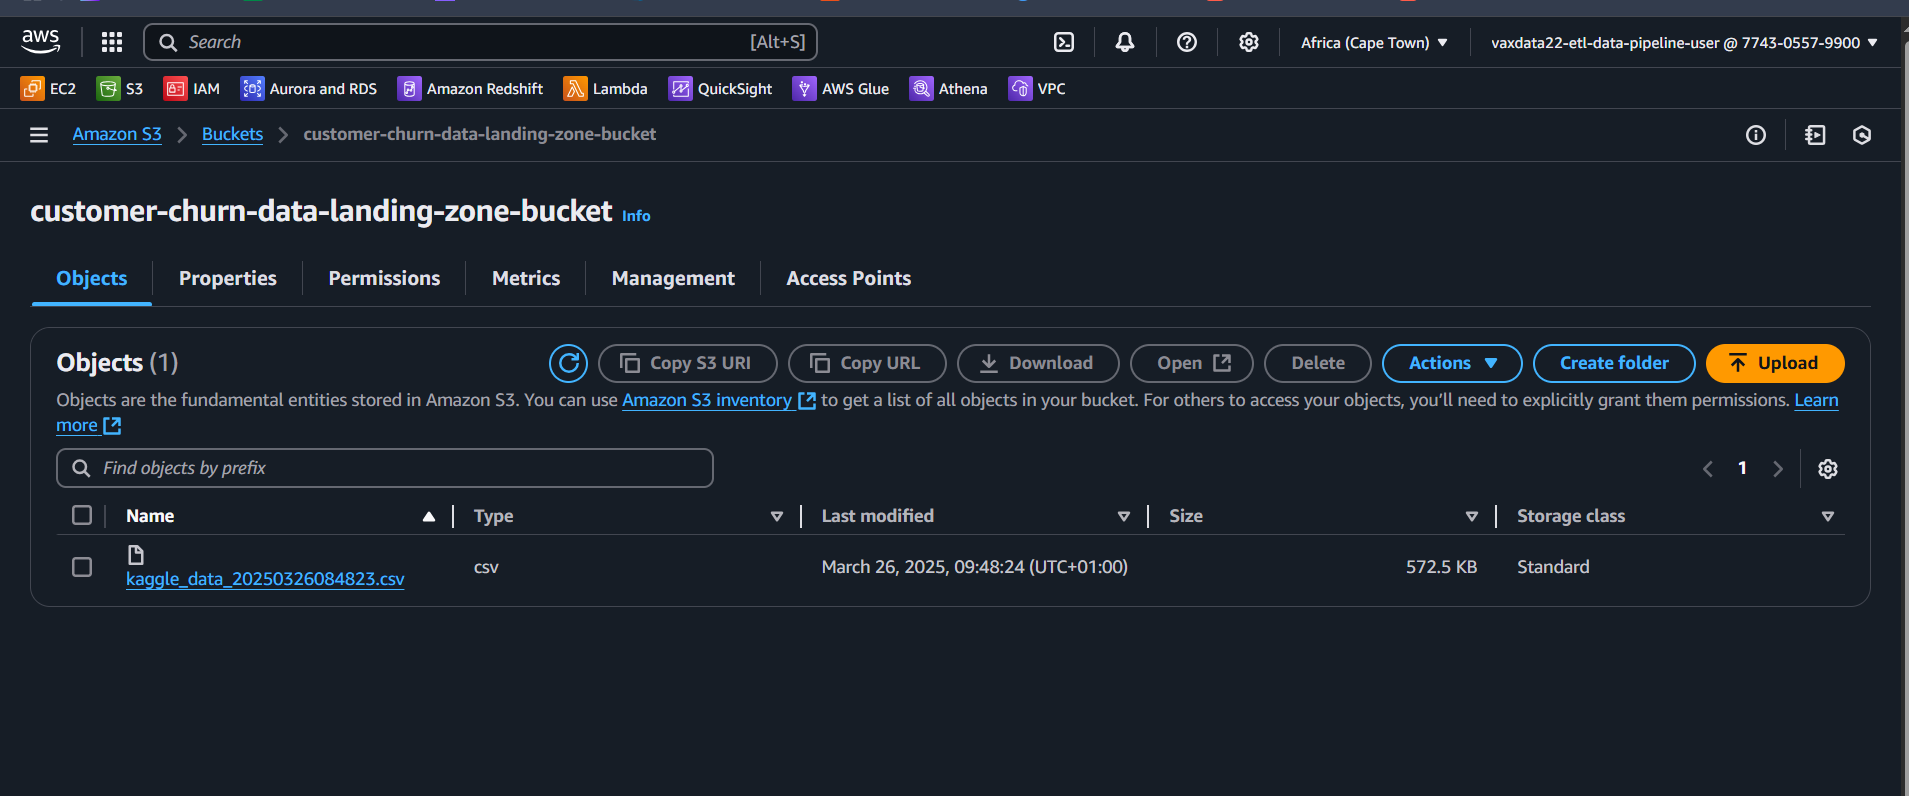 aws Search [Alt+S] Africa (Cape Town) vaxdata22-etl-data-pipeline-user @ 7743-0557-9900
EC2 S3 IAM Aurora and RDS Amazon Redshift Lambda QuickSight AWS Glue Athena VPC
Amazon S3 Buckets customer-churn-data-landing-zone-bucket
customer-churn-data-landing-zone-bucket Info
Objects Properties Permissions Metrics Management Access Points
Objects (1) Copy S3 URI Copy URL Download Open Delete Actions Create folder Upload
Objects are the fundamental entities stored in Amazon S3. You can use Amazon S3 inventory to get a list of all objects in your bucket. For others to access your objects, you’ll need to explicitly grant them permissions. Learn
more
Find objects by prefix 1
Name Type Last modified Size Storage class
kaggle_data_20250326084823.csv csv March 26, 2025, 09:48:24 (UTC+01:00) 572.5 KB Standard